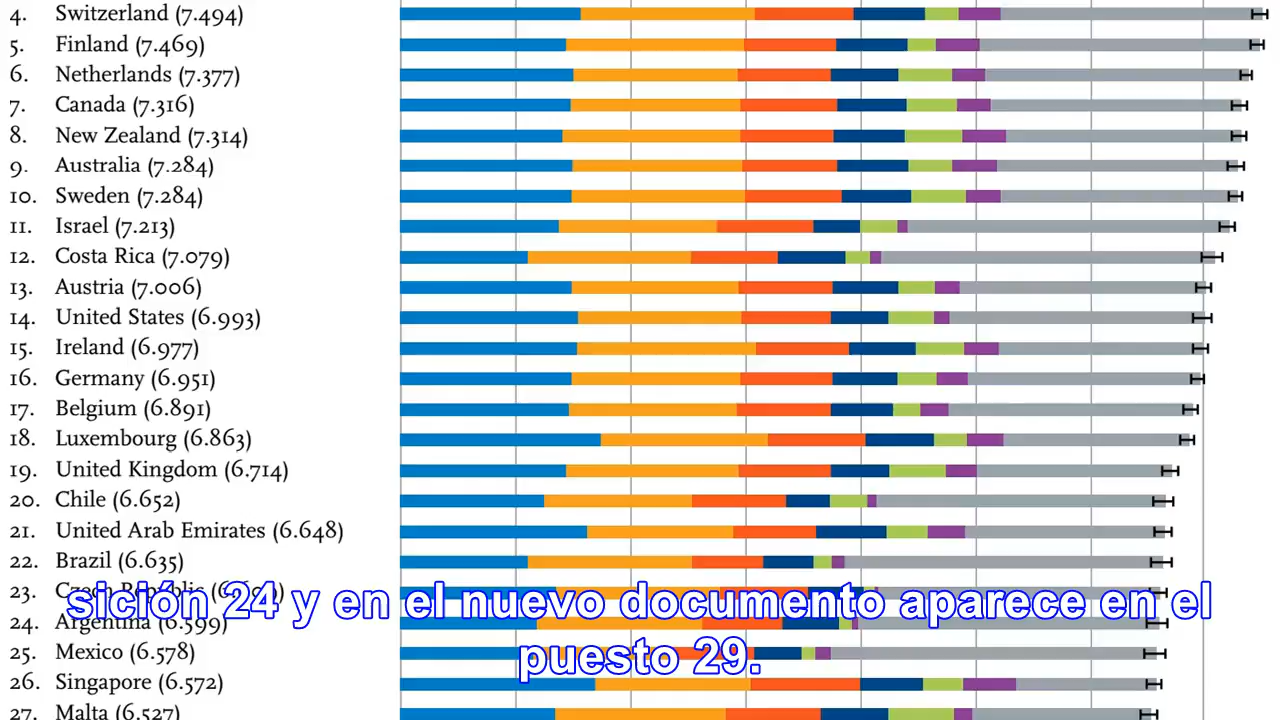 4. Switzerland (7.494)
5. Finland (7.469)
6. Netherlands (7.377)
7. Canada (7.316)
8. New Zealand (7.314)
9. Australia (7.284)
10. Sweden (7.284)
11. Israel (7.213)
12. Costa Rica (7.079)
13. Austria (7.006)
14. United States (6.993)
15. Ireland (6.977)
16. Germany (6.951)
17. Belgium (6.891)
18. Luxembourg (6.863)
19. United Kingdom (6.714)
20. Chile (6.652)
21. United Arab Emirates (6.648)
22. Brazil (6.635)
23. Czech Republic
sición 24 y en el nuevo documento aparece en el
24. Argentina (6.599)
25. Mexico (6.578)
puesto 29.
26. Singapore (6.572)
27. Malta (6.527)